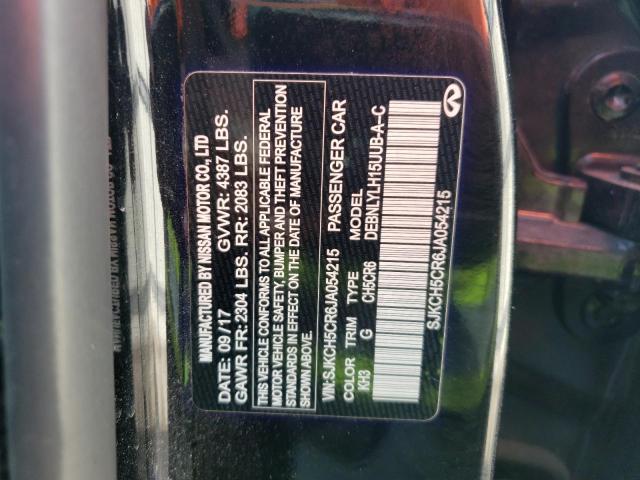 MANUFACTURED BY NISSAN MOTOR CO., LTD
DATE: 09/17 GVWR: 4387 LBS.
GAWR FR: 2304 LBS. RR: 2083 LBS.
THIS VEHICLE CONFORMS TO ALL APPLICABLE FEDERAL
MOTOR VEHICLE SAFETY, BUMPER AND THEFT PREVENTION
STANDARDS IN EFFECT ON THE DATE OF MANUFACTURE
SHOWN ABOVE.
VIN: SJKCH5CR6JA054215 PASSENGER CAR
COLOR TRIM TYPE MODEL
KH3 G CH5CR6 DEBNLYLH15UUB-A-C
SJKCH5CR6JA054215